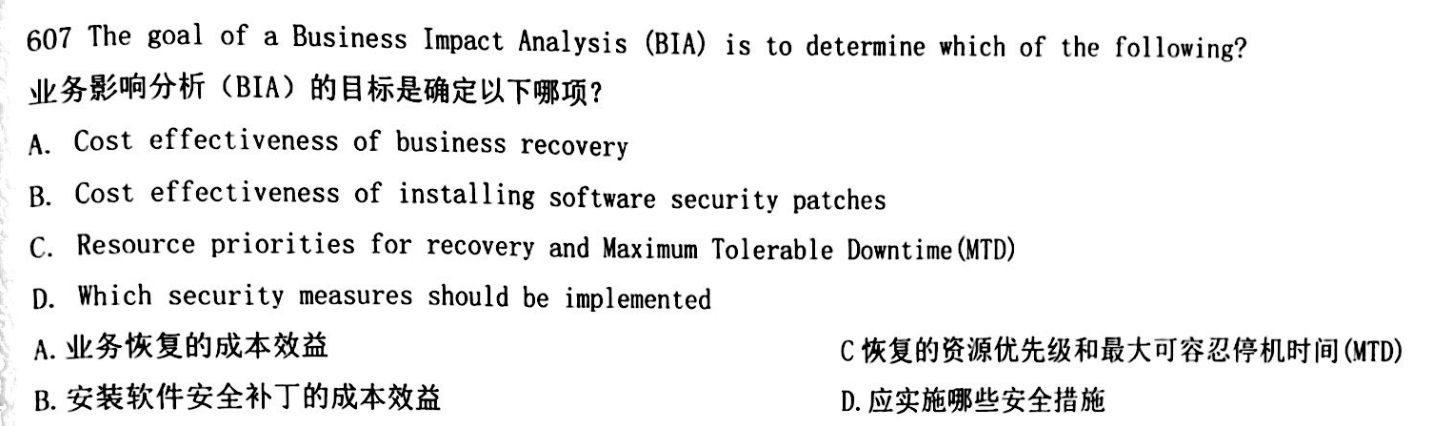 607 The goal of a Business Impact Analysis (BIA) is to determine which of the following?
业务影响分析（BIA）的目标是确定以下哪项？
A. Cost effectiveness of business recovery
B. Cost effectiveness of installing software security patches
C. Resource priorities for recovery and Maximum Tolerable Downtime(MTD)
D. Which security measures should be implemented
A. 业务恢复的成本效益 C 恢复的资源优先级和最大可容忍停机时间(MTD)
B. 安装软件安全补丁的成本效益 D. 应实施哪些安全措施